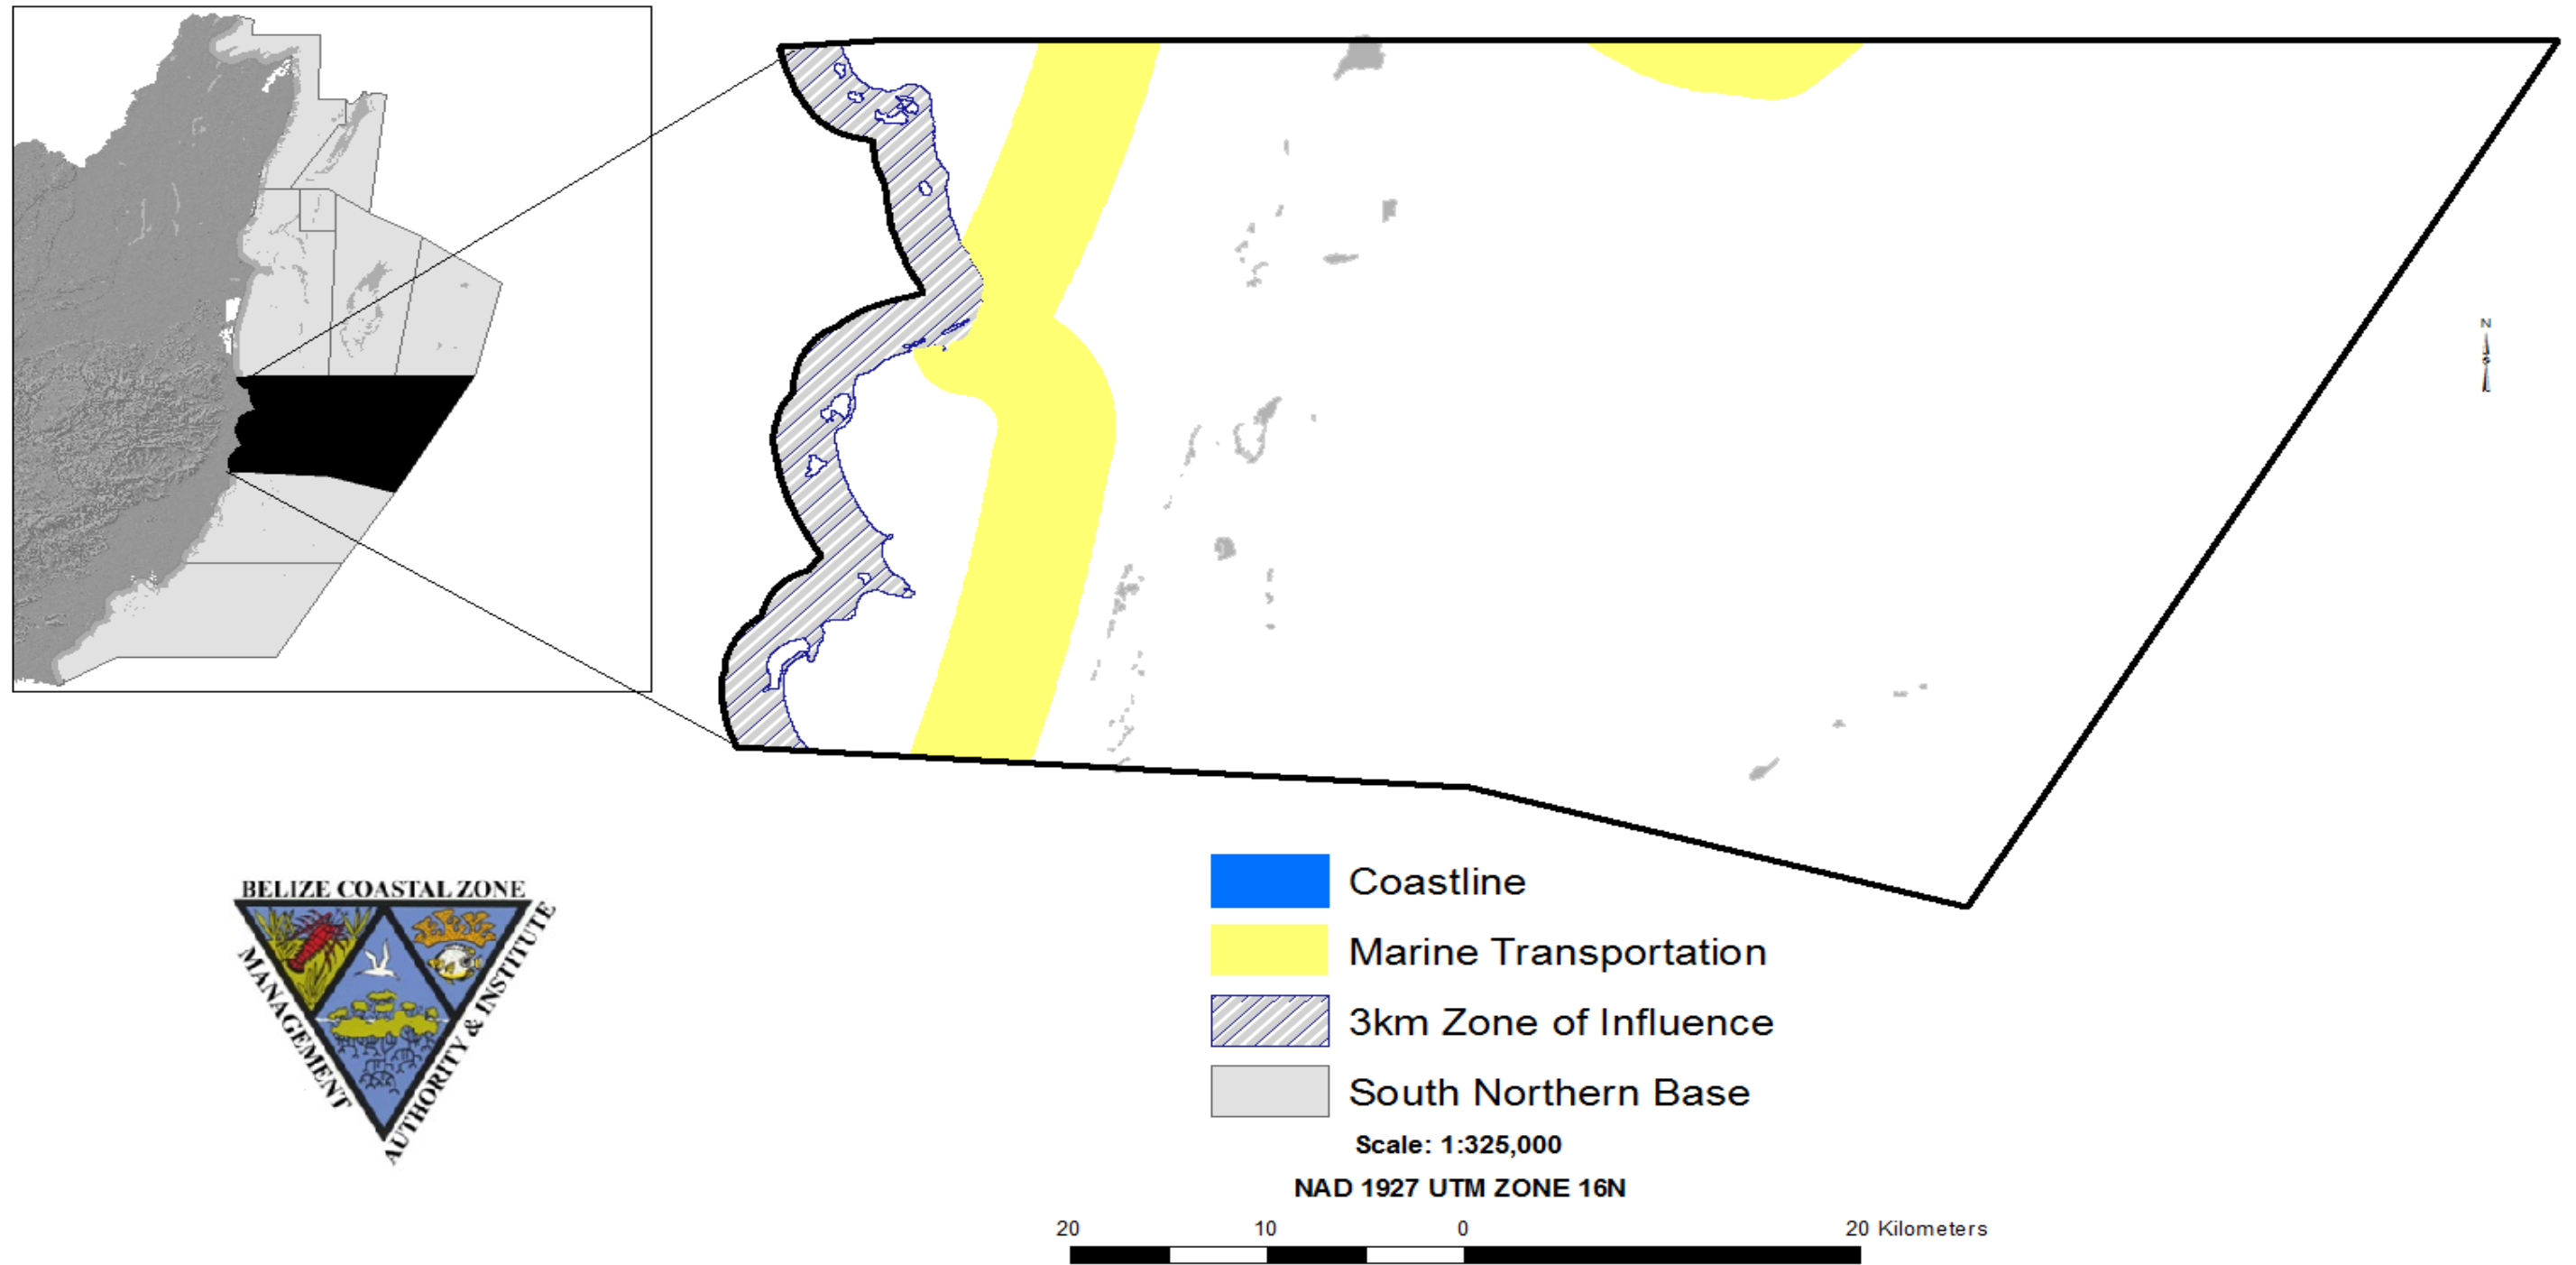 N
BELIZE COASTAL ZONE
MANAGEMENT
AUTHORITY & INSTITUTE
Coastline
Marine Transportation
3km Zone of Influence
South Northern Base
Scale: 1:325,000
NAD 1927 UTM ZONE 16N
20 10 0 20 Kilometers